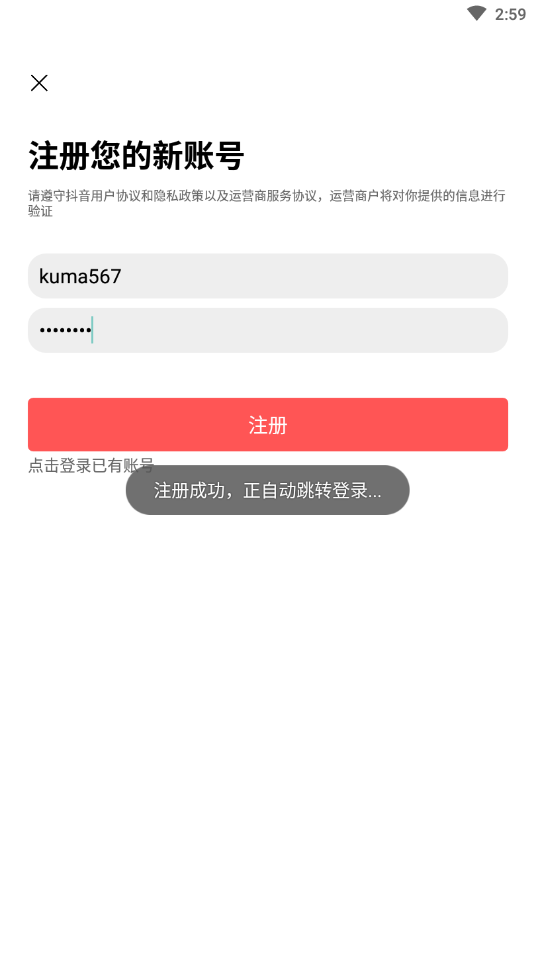 2:59
注册您的新账号
请遵守抖音用户协议和隐私政策以及运营商服务协议，运营商户将对你提供的信息进行
验证
kuma567
••••••••
注册
点击登录已有账号
注册成功，正自动跳转登录...